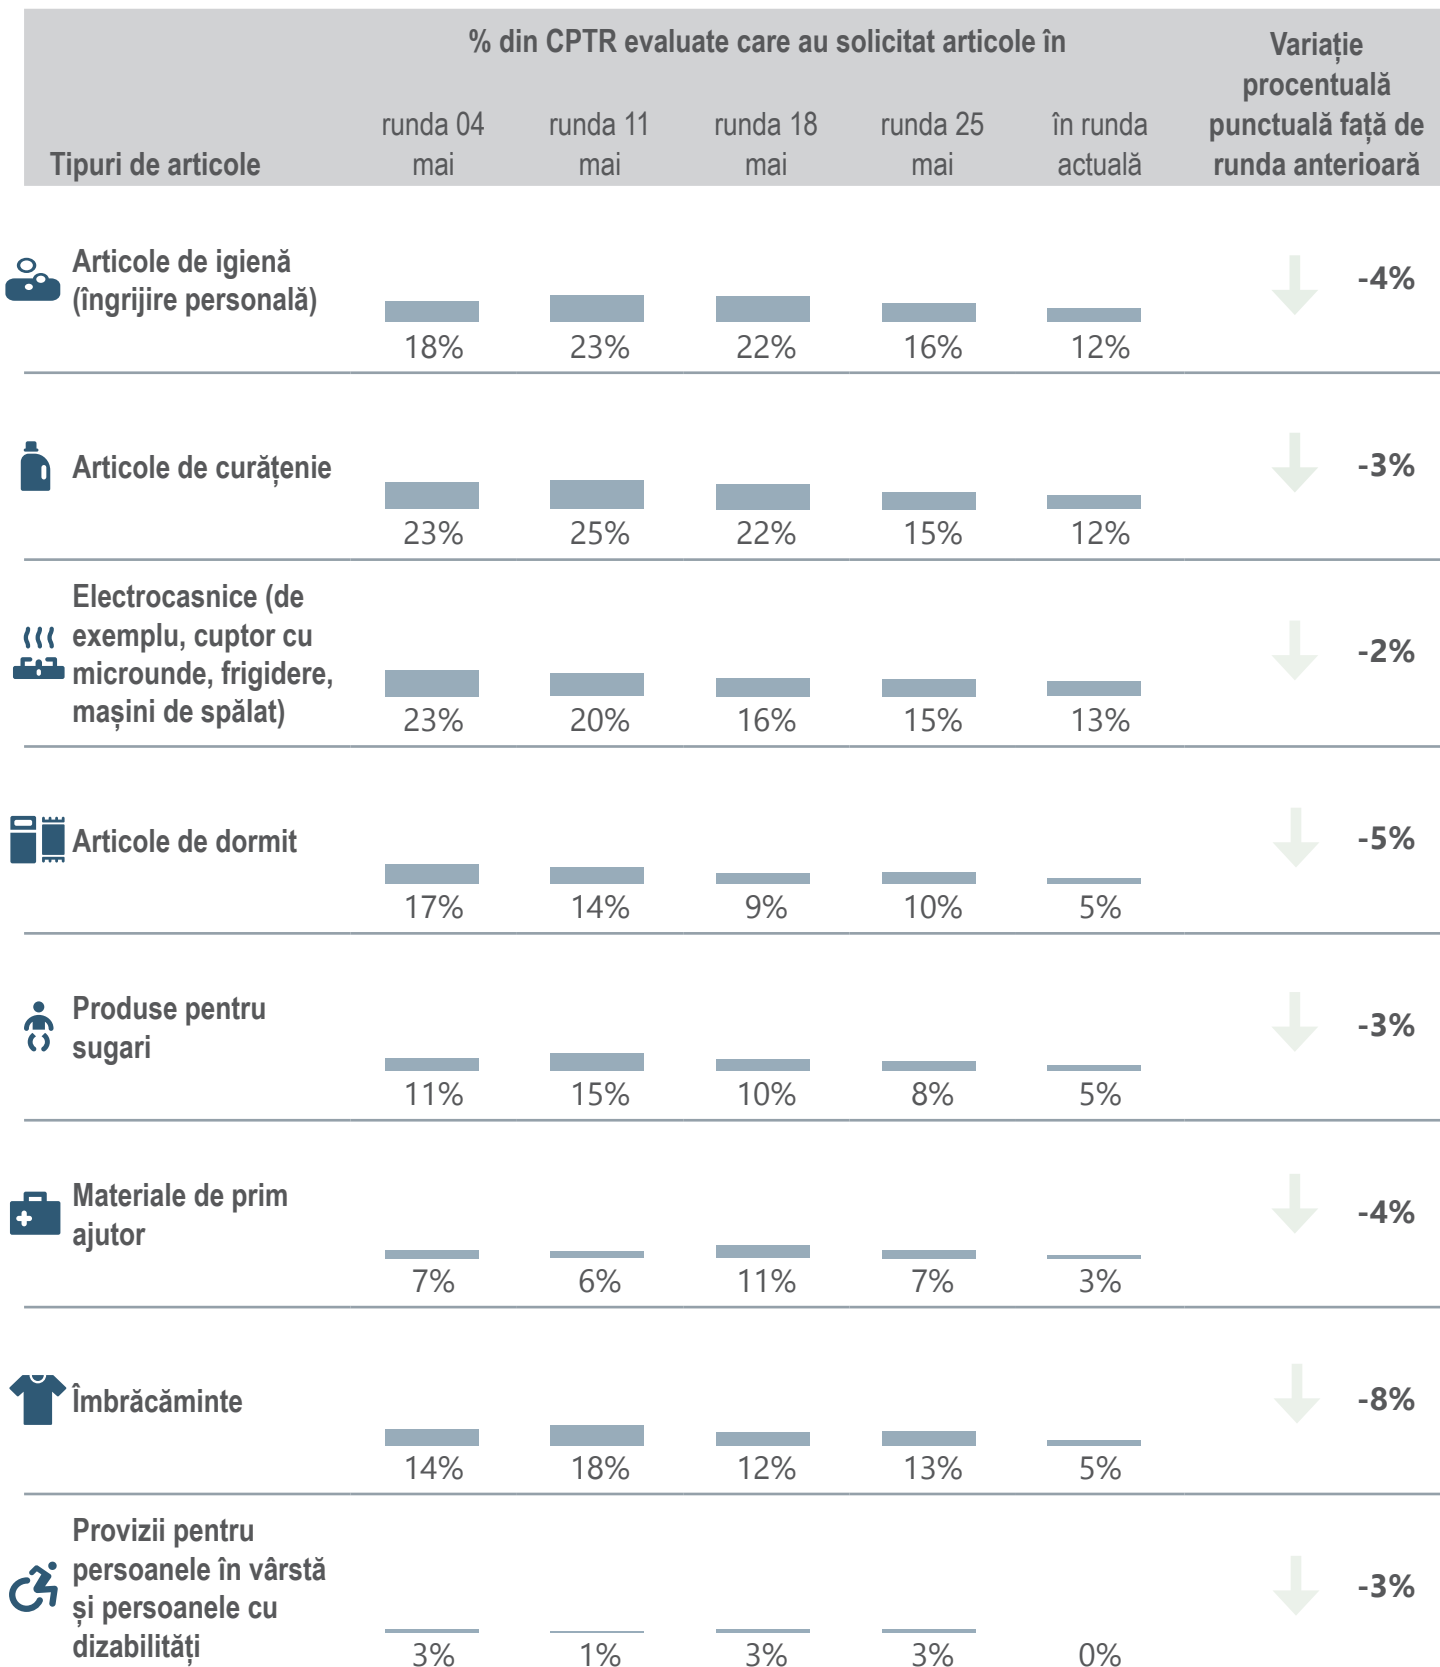 % din CPTR evaluate care au solicitat articole în
Variație
procentuală
punctuală față de
runda anterioară
Tipuri de articole
runda 04
mai
runda 11
mai
runda 18
mai
runda 25
mai
în runda
actuală
Articole de igienă
(îngrijire personală)
18% 23% 22% 16% 12%
-4%
Articole de curățenie
23% 25% 22% 15% 12%
-3%
Electrocasnice (de
exemplu, cuptor cu
microunde, frigidere,
mașini de spălat)
23% 20% 16% 15% 13%
-2%
Articole de dormit
17% 14% 9% 10% 5%
-5%
Produse pentru
sugari
11% 15% 10% 8% 5%
-3%
Materiale de prim
ajutor
7% 6% 11% 7% 3%
-4%
Îmbrăcăminte
14% 18% 12% 13% 5%
-8%
Provizii pentru
persoanele în vârstă
și persoanele cu
dizabilități
3% 1% 3% 3% 0%
-3%